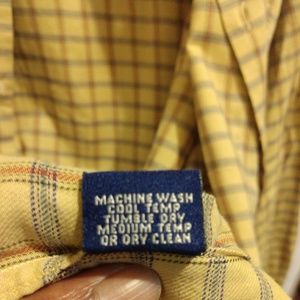 MACHINE WASH
COOL TEMP
TUMBLE DRY
MEDIUM TEMP
OR DRY CLEAN